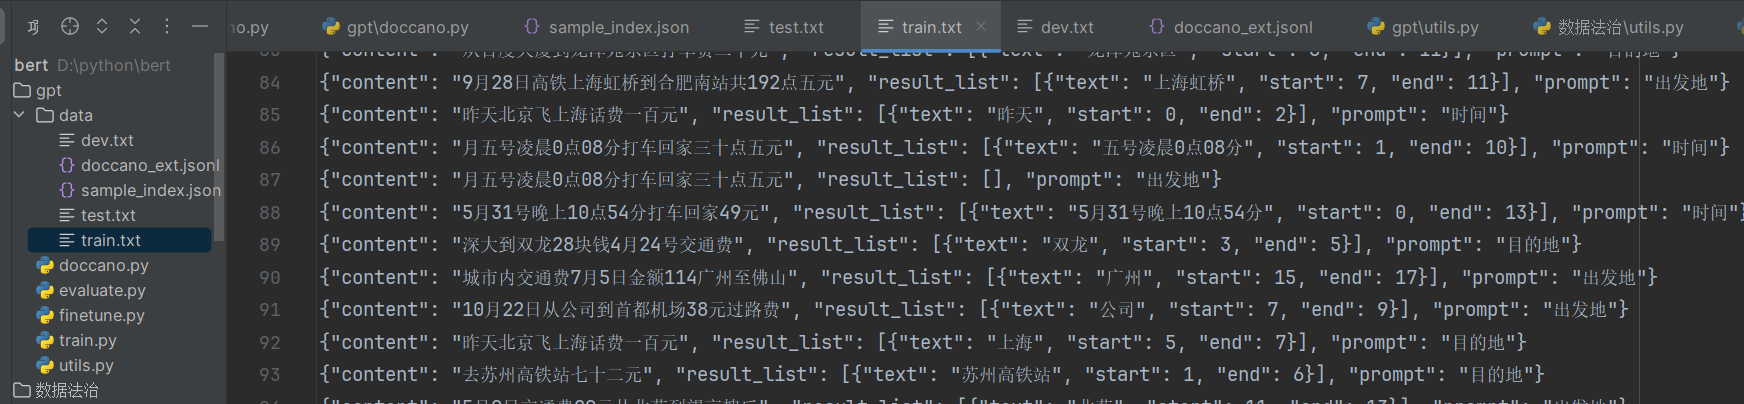 项
no.py
gpt\doccano.py
sample_index.json
test.txt
train.txt
dev.txt
doccano_ext.jsonl
gpt\utils.py
数据法治\utils.py
bert D:\python\bert
gpt
data
dev.txt
doccano_ext.jsonl
sample_index.json
test.txt
train.txt
doccano.py
evaluate.py
finetune.py
train.py
utils.py
数据法治
84 {"content": "9月28日高铁上海虹桥到合肥南站共192点五元", "result_list": [{"text": "上海虹桥", "start": 7, "end": 11}], "prompt": "出发地"}
85 {"content": "昨天北京飞上海话费一百元", "result_list": [{"text": "昨天", "start": 0, "end": 2}], "prompt": "时间"}
86 {"content": "月五号凌晨0点08分打车回家三十点五元", "result_list": [{"text": "五号凌晨0点08分", "start": 1, "end": 10}], "prompt": "时间"}
87 {"content": "月五号凌晨0点08分打车回家三十点五元", "result_list": [], "prompt": "出发地"}
88 {"content": "5月31号晚上10点54分打车回家49元", "result_list": [{"text": "5月31号晚上10点54分", "start": 0, "end": 13}], "prompt": "时间"}
89 {"content": "深大到双龙28块钱4月24号交通费", "result_list": [{"text": "双龙", "start": 3, "end": 5}], "prompt": "目的地"}
90 {"content": "城市内交通费7月5日金额114广州至佛山", "result_list": [{"text": "广州", "start": 15, "end": 17}], "prompt": "出发地"}
91 {"content": "10月22日从公司到首都机场38元过路费", "result_list": [{"text": "公司", "start": 7, "end": 9}], "prompt": "出发地"}
92 {"content": "昨天北京飞上海话费一百元", "result_list": [{"text": "上海", "start": 5, "end": 7}], "prompt": "目的地"}
93 {"content": "去苏州高铁站七十二元", "result_list": [{"text": "苏州高铁站", "start": 1, "end": 6}], "prompt": "目的地"}